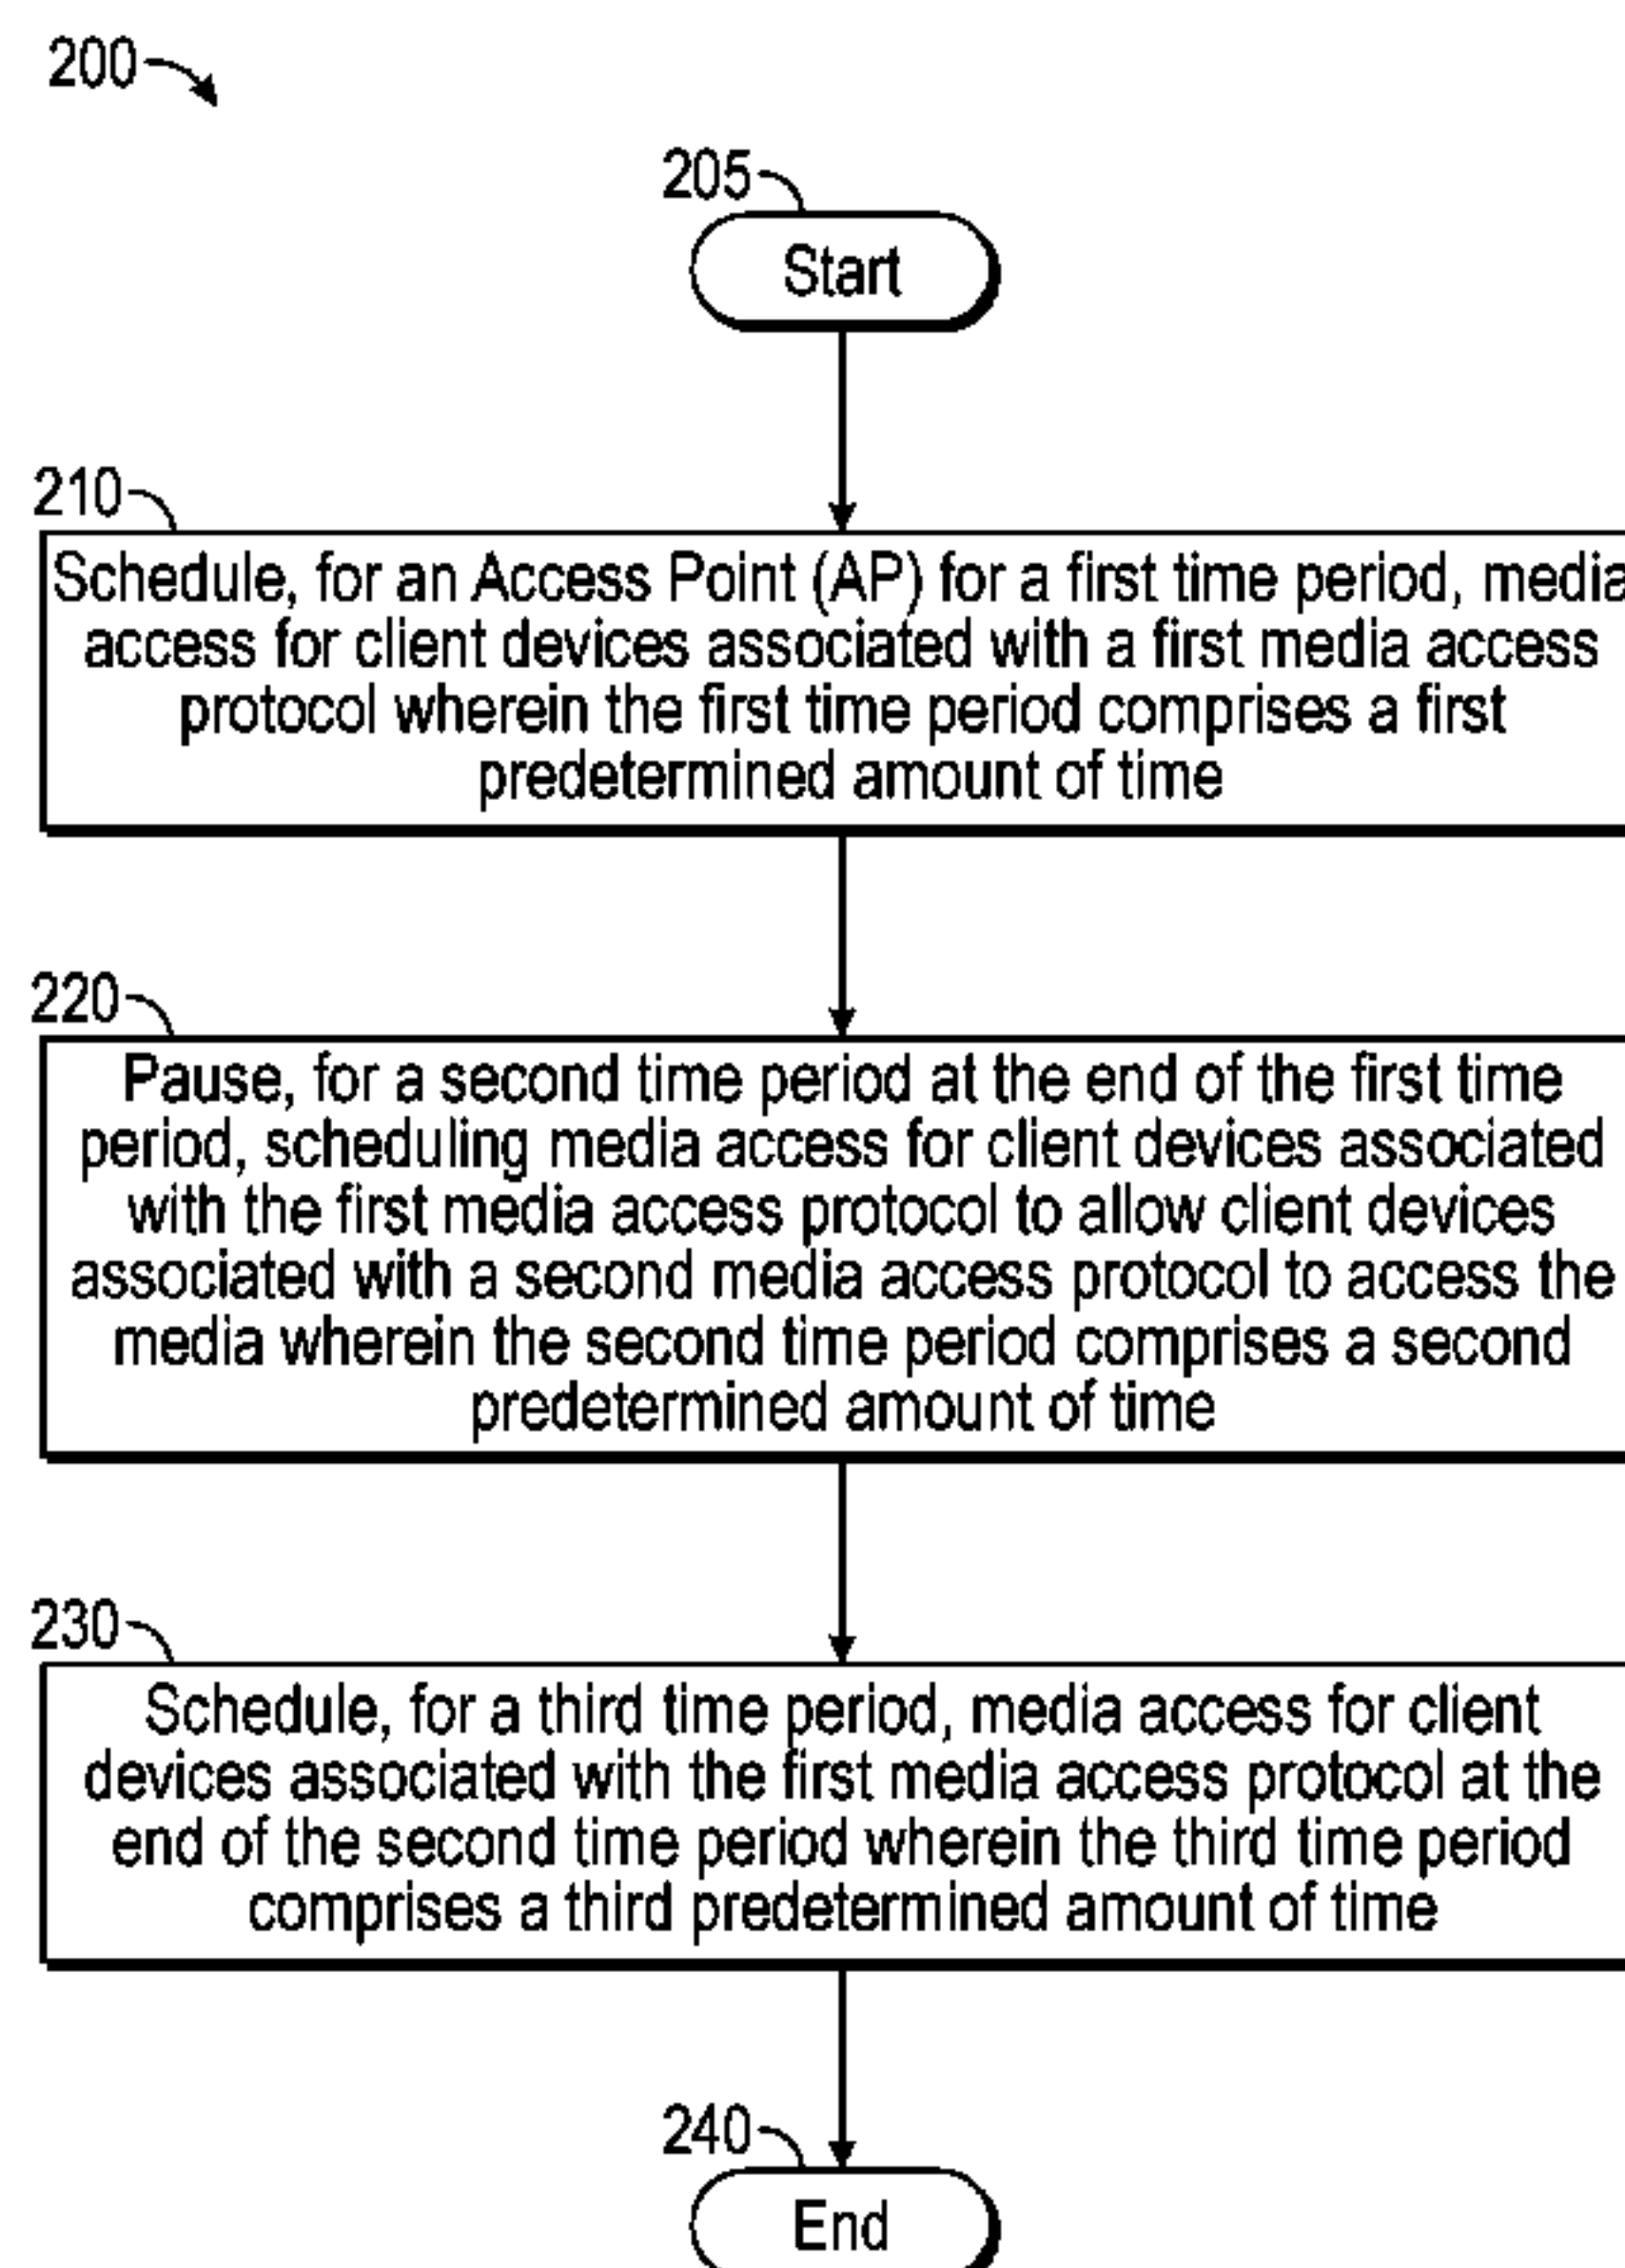 200
205
Start
210
Schedule, for an Access Point (AP) for a first time period, media
access for client devices associated with a first media access
protocol wherein the first time period comprises a first
predetermined amount of time
220
Pause, for a second time period at the end of the first time
period, scheduling media access for client devices associated
with the first media access protocol to allow client devices
associated with a second media access protocol to access the
media wherein the second time period comprises a second
predetermined amount of time
230
Schedule, for a third time period, media access for client
devices associated with the first media access protocol at the
end of the second time period wherein the third time period
comprises a third predetermined amount of time
240
End